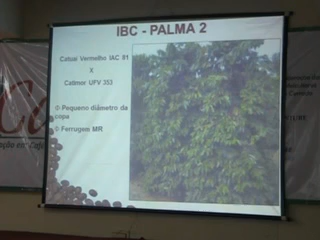 IBC - PALMA 2
Catuaí Vermelho IAC 81
X
Catimor UFV 353
Pequeno diâmetro da
copa
Ferrugem MR